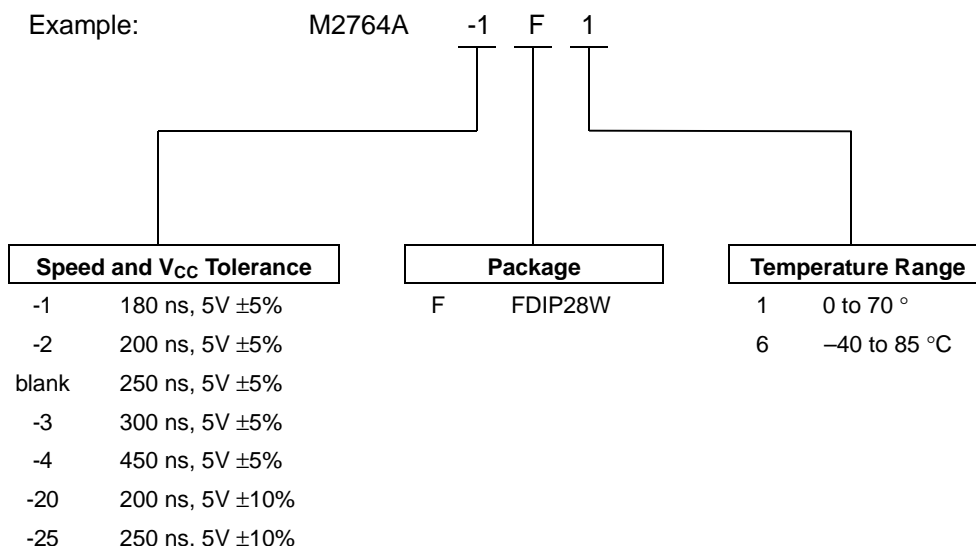 Example: M2764A -1 F 1
Speed and VCC Tolerance
-1 180 ns, 5V ±5%
-2 200 ns, 5V ±5%
blank 250 ns, 5V ±5%
-3 300 ns, 5V ±5%
-4 450 ns, 5V ±5%
-20 200 ns, 5V ±10%
-25 250 ns, 5V ±10%
Package
F FDIP28W
Temperature Range
1 0 to 70 °
6 –40 to 85 °C